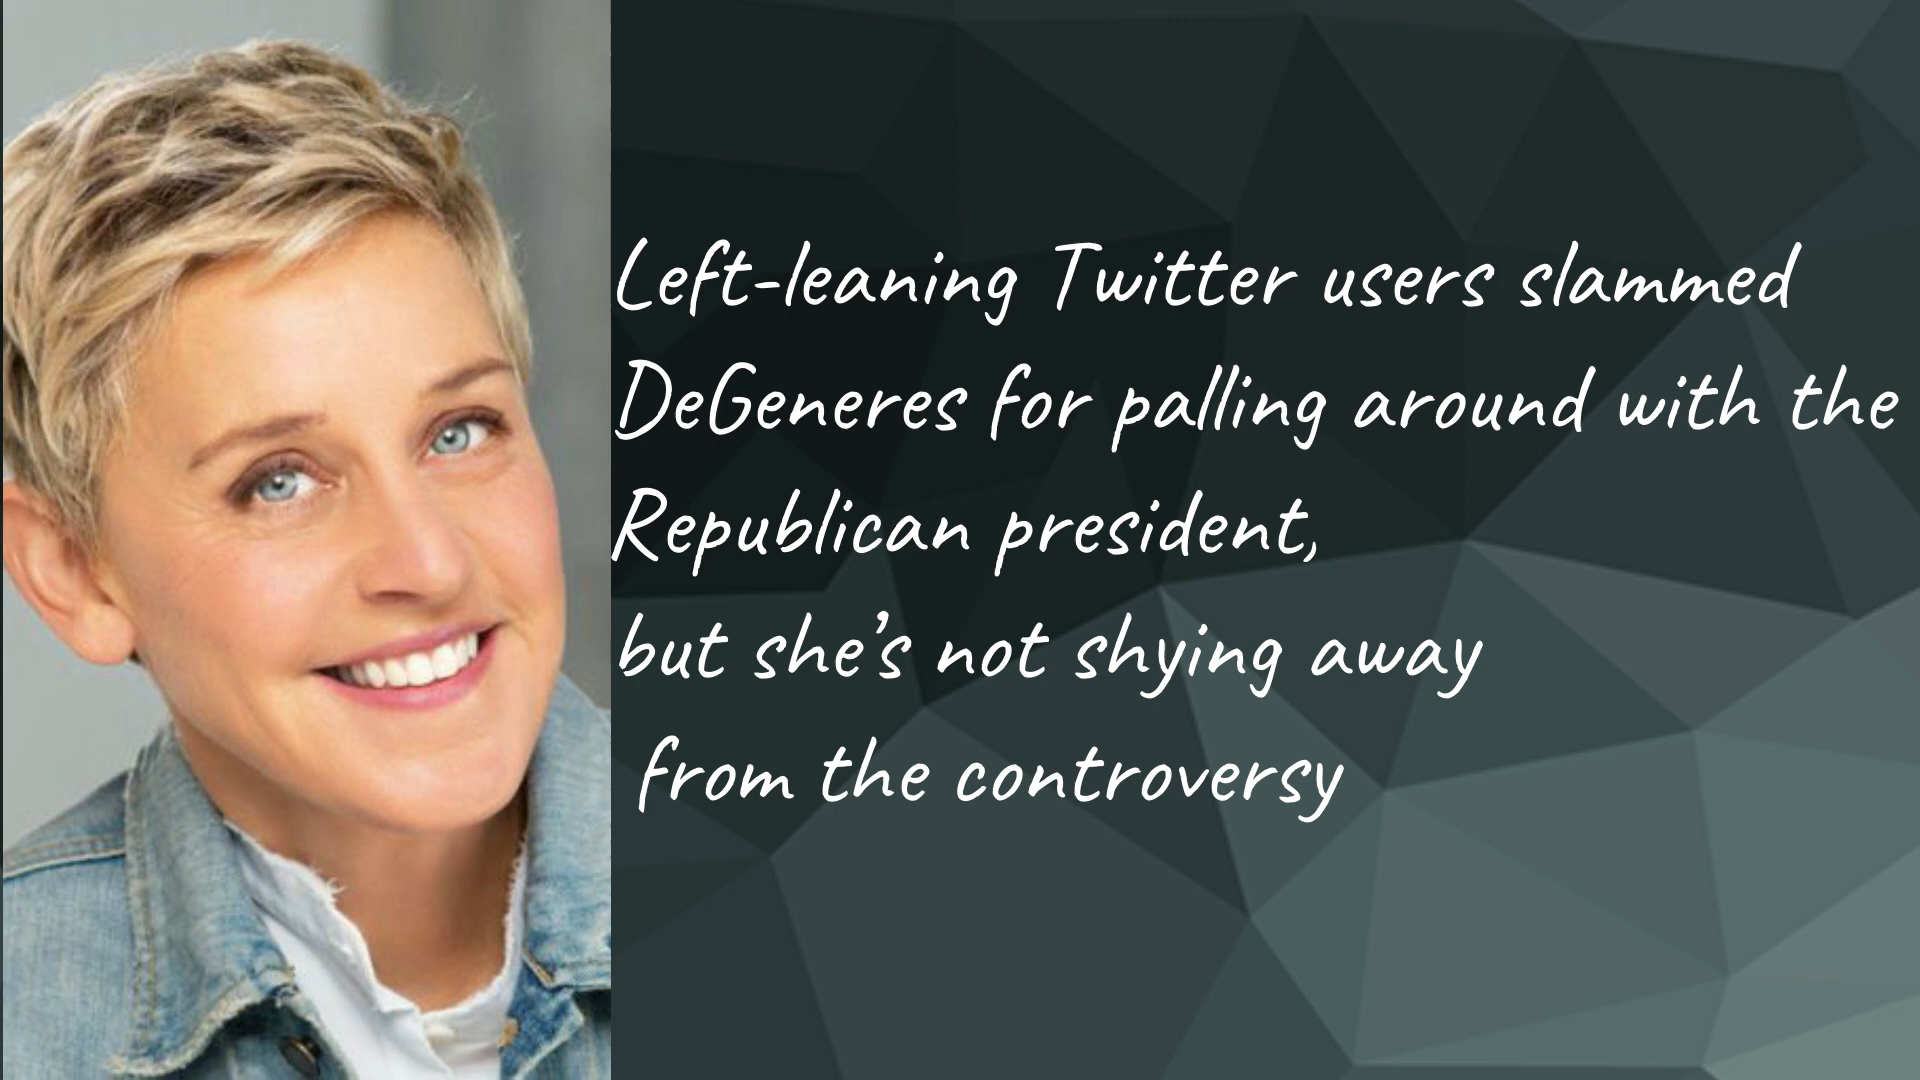 Left-leaning Twitter users slammed
DeGeneres for palling around with the
Republican president,
but she’s not shying away
from the controversy